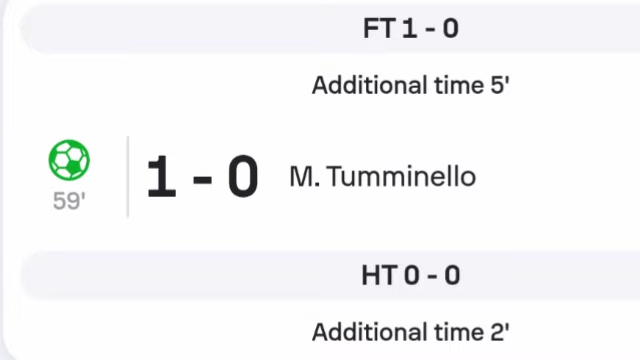 FT 1 - 0
Additional time 5'
59'
1 - 0 M. Tumminello
HT 0 - 0
Additional time 2'